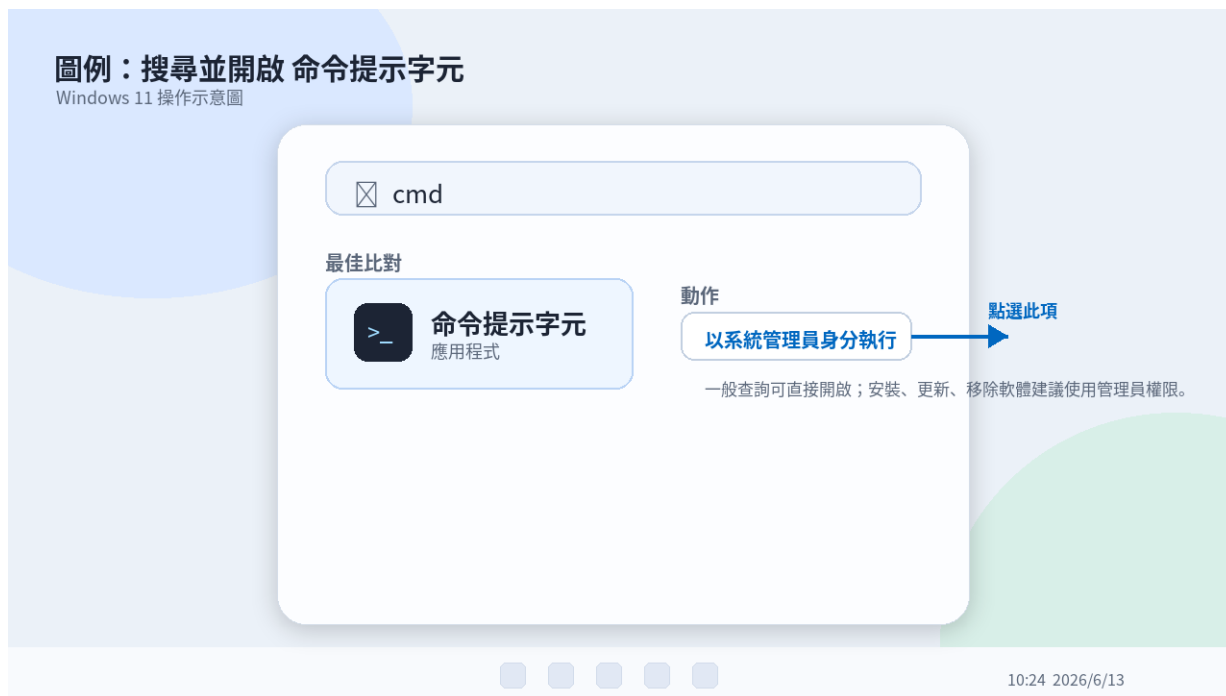 圖例：搜尋並開啟 命令提示字元
Windows 11 操作示意圖
cmd
最佳比對
>_
命令提示字元
應用程式
動作
以系統管理員身分執行
點選此項
一般查詢可直接開啟；安裝、更新、移除軟體建議使用管理員權限。
10:24 2026/6/13